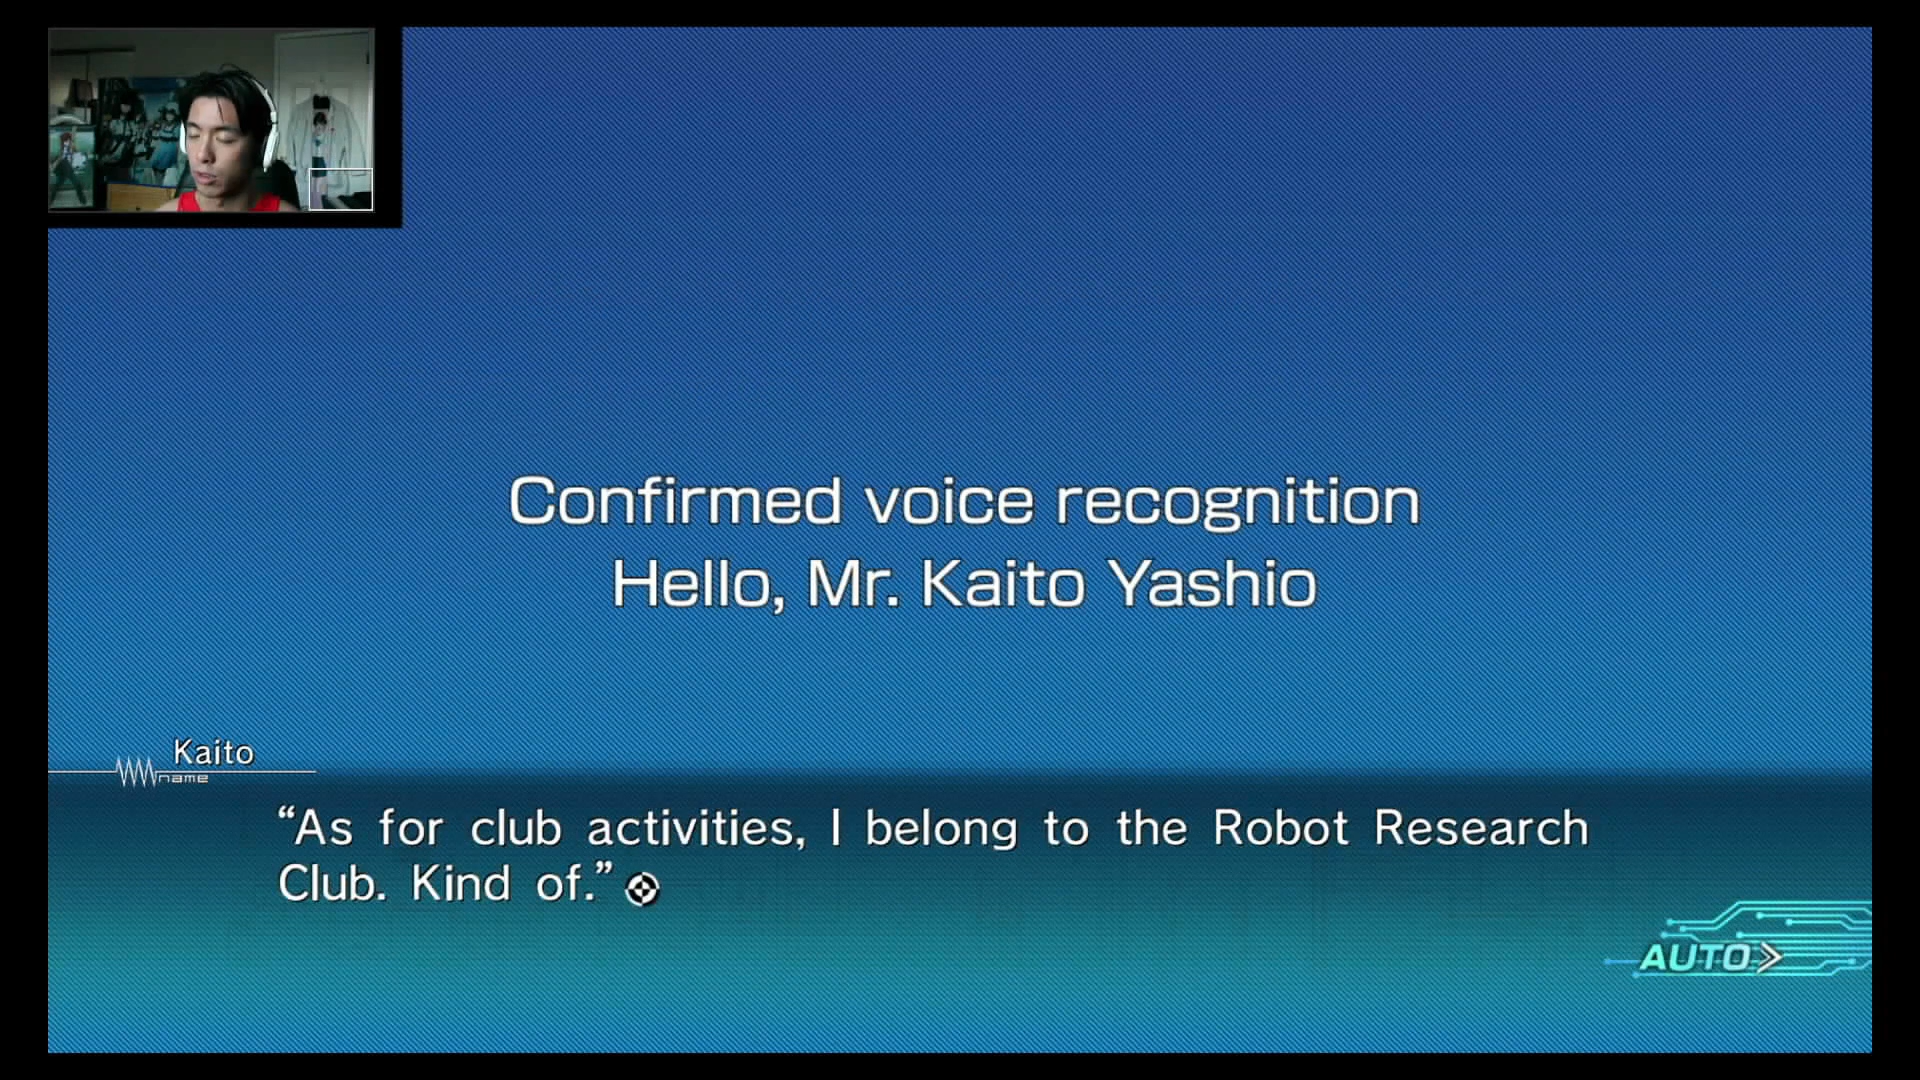 Confirmed voice recognition
Hello, Mr. Kaito Yashio
Kaito
name
“As for club activities, I belong to the Robot Research
Club. Kind of.”
AUTO